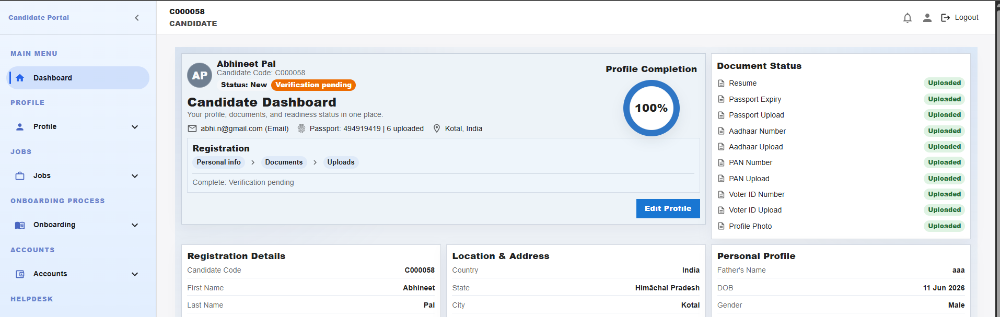 Candidate Portal
MAIN MENU
Dashboard
PROFILE
Profile
JOBS
Jobs
ONBOARDING PROCESS
Onboarding
ACCOUNTS
Accounts
HELPDESK
C000058
CANDIDATE
Logout
AP
Abhineet Pal
Candidate Code: C000058
Status: New Verification pending
Candidate Dashboard
Your profile, documents, and readiness status in one place.
abhi.n@gmail.com (Email) Passport: 494919419 | 6 uploaded Kotal, India
Profile Completion
100%
Registration
Personal info Documents Uploads
Complete: Verification pending
Edit Profile
Document Status
Resume Uploaded
Passport Expiry Uploaded
Passport Upload Uploaded
Aadhaar Number Uploaded
Aadhaar Upload Uploaded
PAN Number Uploaded
PAN Upload Uploaded
Voter ID Number Uploaded
Voter ID Upload Uploaded
Profile Photo Uploaded
Registration Details
Candidate Code C000058
First Name Abhineet
Last Name Pal
Location & Address
Country India
State Himāchal Pradesh
City Kotal
Personal Profile
Father's Name aaa
DOB 11 Jun 2026
Gender Male